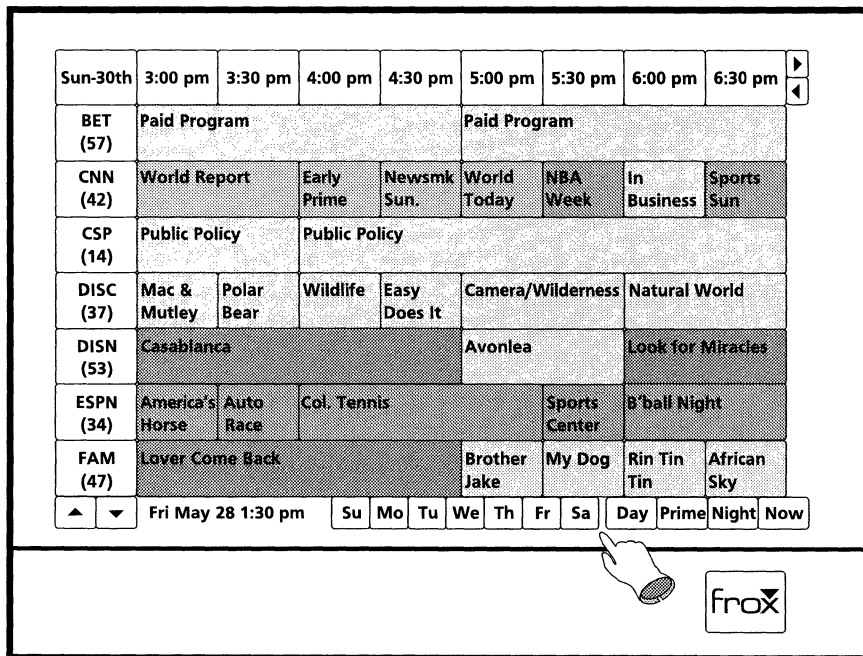 Sun-30th 3:00 pm 3:30 pm 4:00 pm 4:30 pm 5:00 pm 5:30 pm 6:00 pm 6:30 pm
BET Paid Program Paid Program
(57)
CNN World Report Early Newsmk World NBA In Sports
(42) Prime Sun. Today Week Business Sun
CSP Public Policy Public Policy
(14)
DISC Mac & Polar Wildlife Easy Camera/Wilderness Natural World
(37) Mutley Bear Does It
DISN Casablanca Avonlea Look for Miracles
(53)
ESPN America's Auto Col. Tennis Sports B'ball Night
(34) Horse Race Center
FAM Lover Come Back Brother My Dog Rin Tin African
(47) Jake Tin Sky
Fri May 28 1:30 pm Su Mo Tu We Th Fr Sa Day Prime Night Now
frox